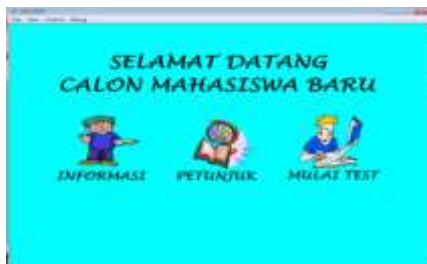 SELAMAT DATANG
CALON MAHASISWA BARU
INFORMASI PETUNJUK MULAI TEST